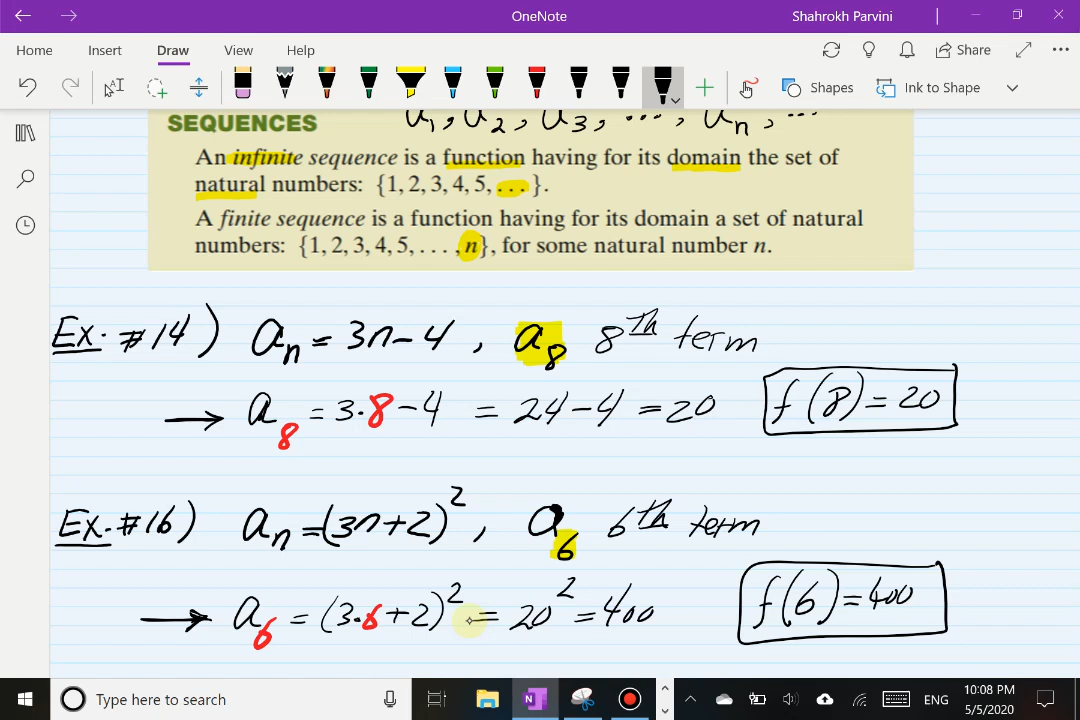 OneNote
Shahrokh Parvini
Home Insert Draw View Help Share
Shapes Ink to Shape
SEQUENCES a₁, a₂, a₃, ..., aₙ, ...
An infinite sequence is a function having for its domain the set of
natural numbers: {1, 2, 3, 4, 5, ...}.
A finite sequence is a function having for its domain a set of natural
numbers: {1, 2, 3, 4, 5, ..., n}, for some natural number n.
Ex. #14) aₙ = 3n - 4 , a₈ 8th term
→ a₈ = 3·8 - 4 = 24 - 4 = 20 f(8) = 20
Ex. #16) aₙ = (3n+2)², a₆ 6th term
→ a₆ = (3·6+2)² = 20² = 400 f(6) = 400
Type here to search
ENG
10:08 PM
5/5/2020